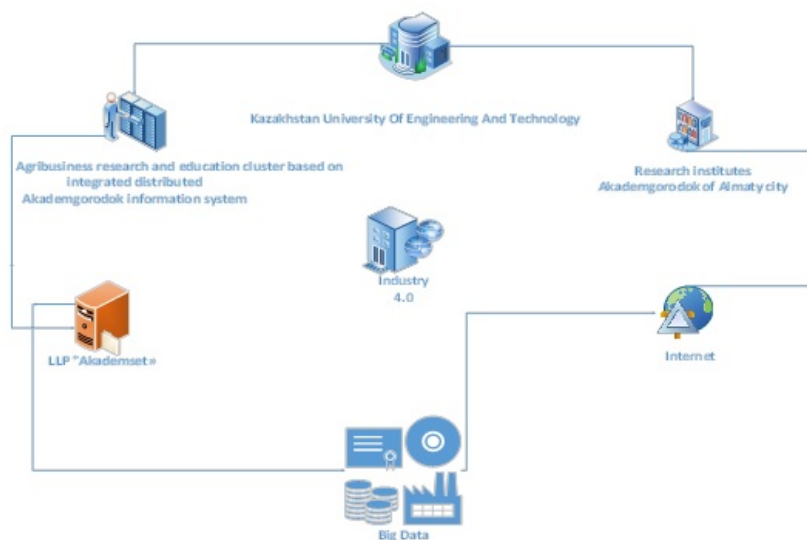 Kazakhstan University Of Engineering And Technology
Agribusiness research and education cluster based on
integrated distributed
Akademgorodok information system
Research institutes
Akademgorodok of Almaty city
Industry
4.0
LLP "Akademset»
Internet
Big Data